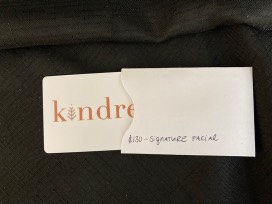 kindre
$130 - SIGNATURE FACIAL